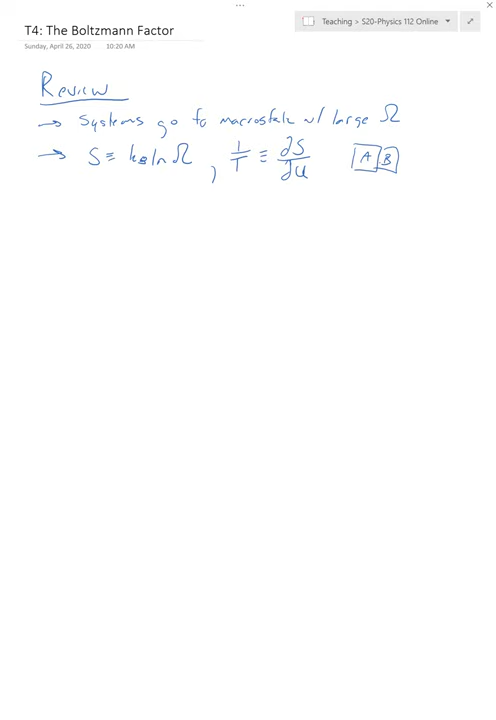 Teaching > S20-Physics 112 Online
T4: The Boltzmann Factor
Sunday, April 26, 2020 10:20 AM
Review
→ Systems go to macrostate w/ large Ω
→ S ≡ k_B ln Ω , 1/T ≡ ∂S/∂U A B